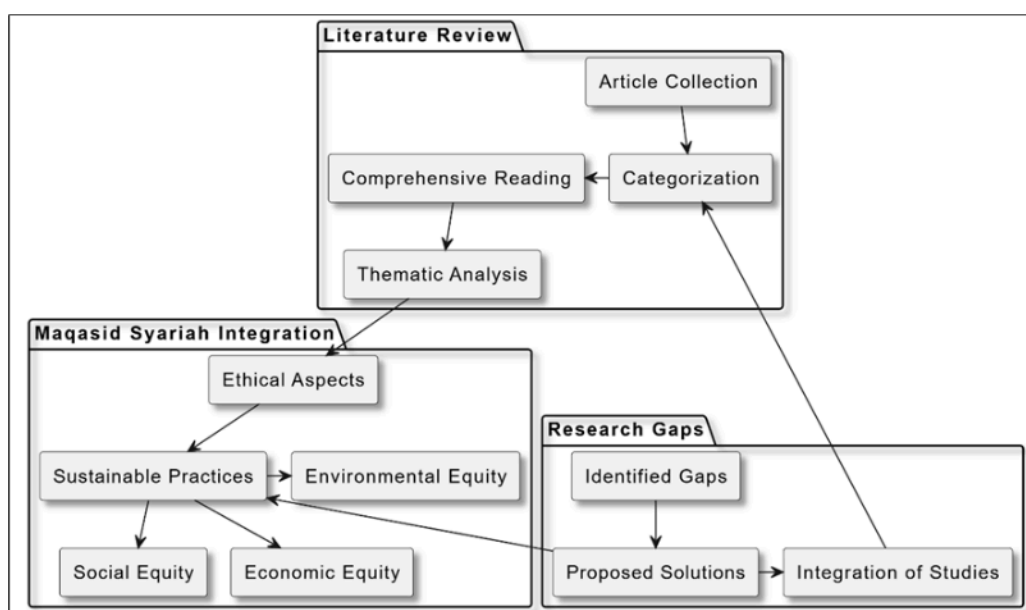 Literature Review
Article Collection
Comprehensive Reading
Categorization
Thematic Analysis
Maqasid Syariah Integration
Ethical Aspects
Sustainable Practices
Environmental Equity
Social Equity
Economic Equity
Research Gaps
Identified Gaps
Proposed Solutions
Integration of Studies